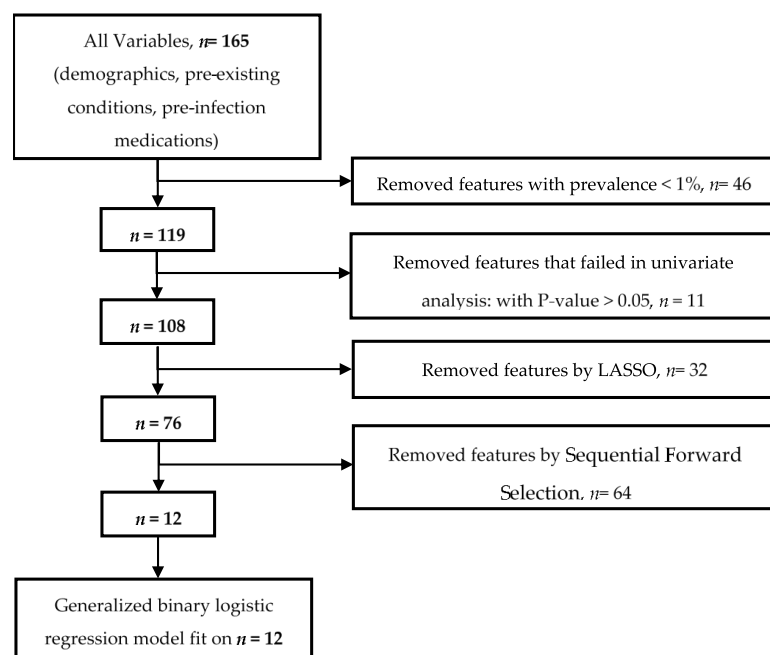 All Variables, n= 165
(demographics, pre-existing
conditions, pre-infection
medications)
Removed features with prevalence < 1%, n= 46
n = 119
Removed features that failed in univariate
analysis: with P-value > 0.05, n = 11
n = 108
Removed features by LASSO, n= 32
n = 76
Removed features by Sequential Forward
Selection, n= 64
n = 12
Generalized binary logistic
regression model fit on n = 12